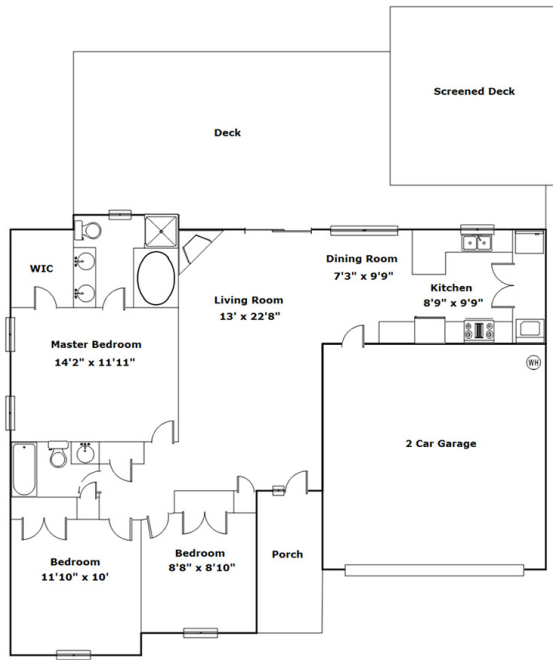 Screened Deck
Deck
WIC
Dining Room
7'3" x 9'9"
Kitchen
8'9" x 9'9"
Living Room
13' x 22'8"
Master Bedroom
14'2" x 11'11"
WH
2 Car Garage
Bedroom
11'10" x 10'
Bedroom
8'8" x 8'10"
Porch